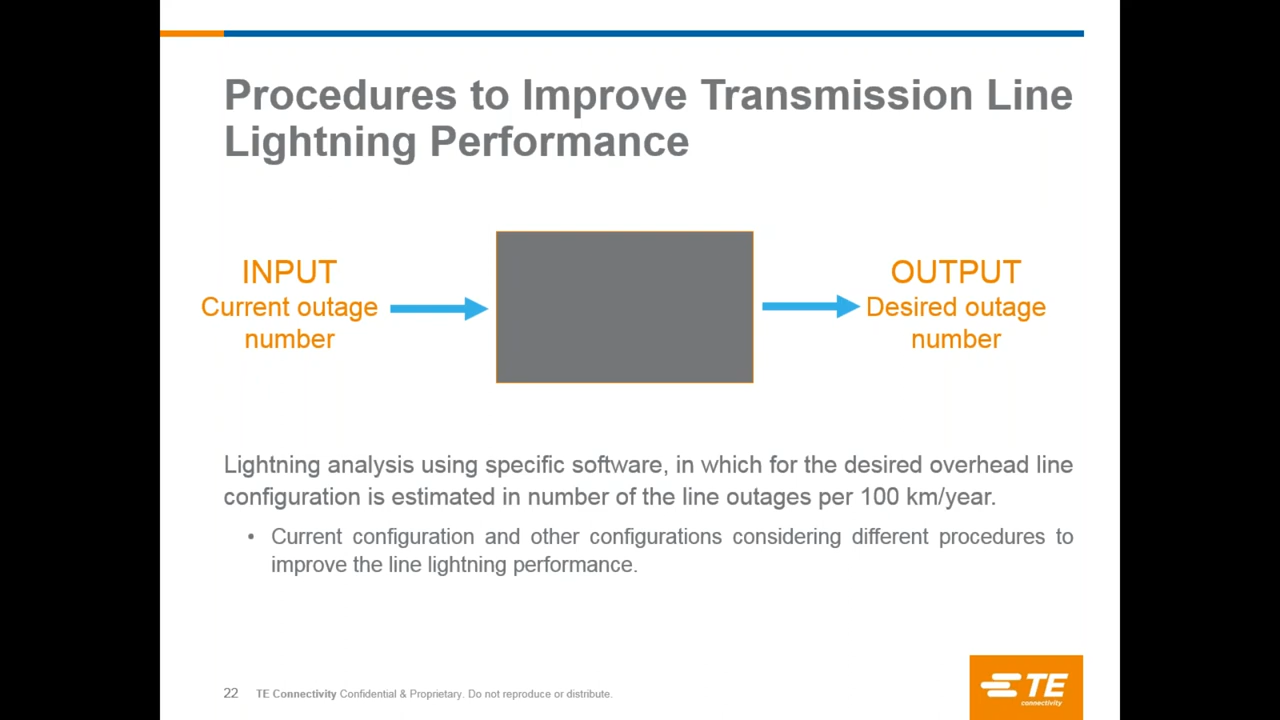 Procedures to Improve Transmission Line
Lightning Performance
INPUT
Current outage
number
OUTPUT
Desired outage
number
Lightning analysis using specific software, in which for the desired overhead line
configuration is estimated in number of the line outages per 100 km/year.
• Current configuration and other configurations considering different procedures to
improve the line lightning performance.
22 TE Connectivity Confidential & Proprietary. Do not reproduce or distribute.
TE
connectivity